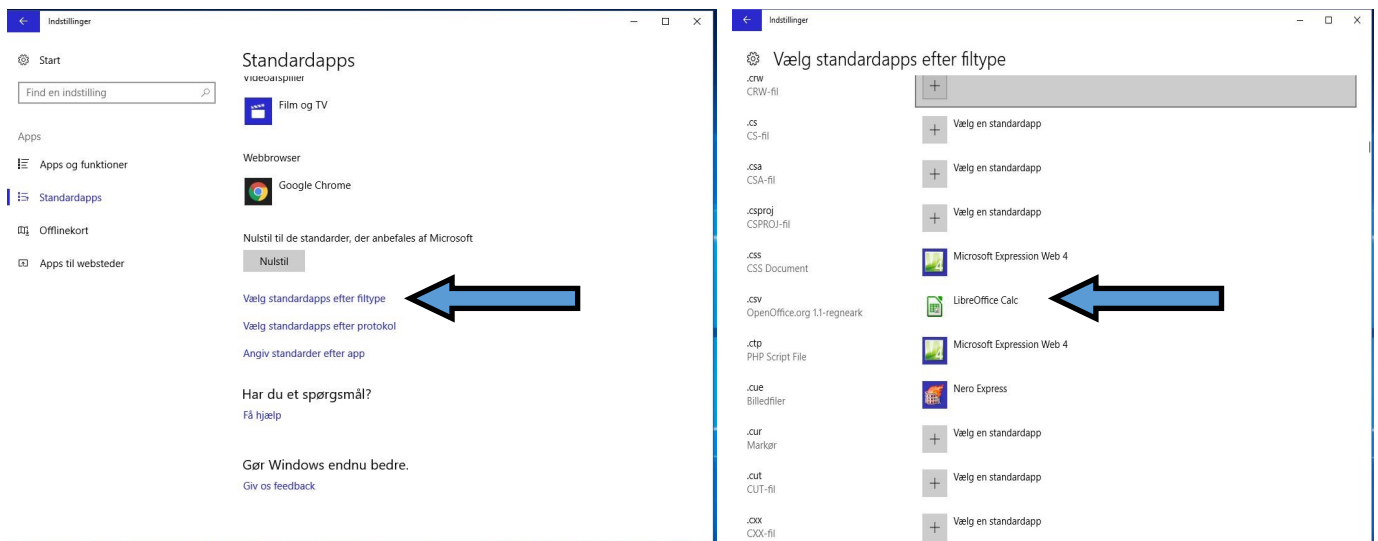 Indstillinger
Start
Standardapps
Videoafspiller
Find en indstilling
Film og TV
Apps
Apps og funktioner
Webbrowser
Google Chrome
Standardapps
Offlinekort
Nulstil til de standarder, der anbefales af Microsoft
Apps til websteder
Nulstil
Vælg standardapps efter filtype
Vælg standardapps efter protokol
Angiv standarder efter app
Har du et spørgsmål?
Få hjælp
Gør Windows endnu bedre.
Giv os feedback
Indstillinger
Vælg standardapps efter filtype
.crw
CRW-fil
.cs
CS-fil
Vælg en standardapp
.csa
CSA-fil
Vælg en standardapp
.csproj
CSPROJ-fil
Vælg en standardapp
.css
CSS Document
Microsoft Expression Web 4
.csv
OpenOffice.org 1.1-regneark
LibreOffice Calc
.ctp
PHP Script File
Microsoft Expression Web 4
.cue
Billedfiler
Nero Express
.cur
Markør
Vælg en standardapp
.cut
CUT-fil
Vælg en standardapp
.cxx
CXX-fil
Vælg en standardapp